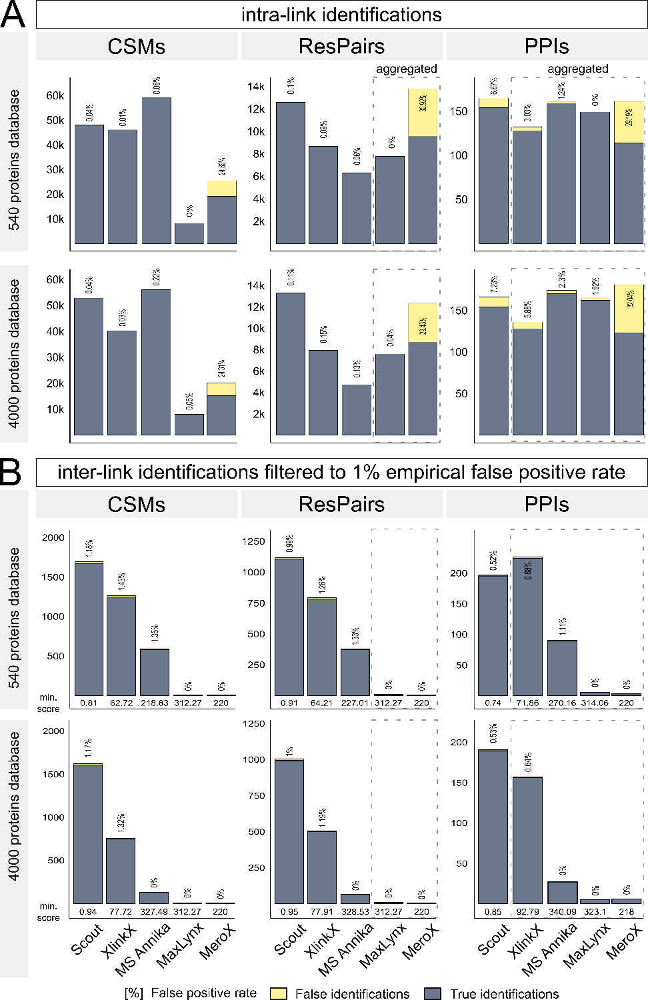 A
intra-link identifications
CSMs
ResPairs
PPIs
aggregated
aggregated
540 proteins database
60k
50k
40k
30k
20k
10k
0.04%
0.01%
0.06%
0%
24.88%
14k
12k
10k
8k
6k
4k
2k
0.1%
0.09%
0.06%
0%
30.92%
150
100
50
6.67%
3.03%
1.24%
0%
29.19%
4000 proteins database
60k
50k
40k
30k
20k
10k
0.04%
0.03%
0.22%
0.05%
24.31%
14k
12k
10k
8k
6k
4k
2k
0.11%
0.15%
0.13%
0.04%
29.43%
150
100
50
7.23%
5.88%
2.3%
1.82%
32.04%
B
inter-link identifications filtered to 1% empirical false positive rate
CSMs
ResPairs
PPIs
540 proteins database
2000
1500
1000
500
1.18%
1.43%
1.35%
0%
0%
min. score
0.81
62.72
218.83
312.27
220
1250
1000
750
500
250
0.99%
1.26%
1.33%
0%
0%
0.91
64.21
227.01
312.27
220
200
150
100
50
0.52%
0.88%
1.11%
0%
0%
0.74
71.86
270.16
314.06
220
4000 proteins database
2000
1500
1000
500
1.17%
1.32%
0%
0%
0%
min. score
0.94
77.72
327.49
312.27
220
1250
1000
750
500
250
1%
1.19%
0%
0%
0%
0.95
77.91
328.53
312.27
220
200
150
100
50
0.53%
0.64%
0%
0%
0%
0.85
92.79
340.09
323.1
218
Scout
XlinkX
MS Annika
MaxLynx
MeroX
Scout
XlinkX
MS Annika
MaxLynx
MeroX
Scout
XlinkX
MS Annika
MaxLynx
MeroX
[%] False positive rate
False identifications
True identifications